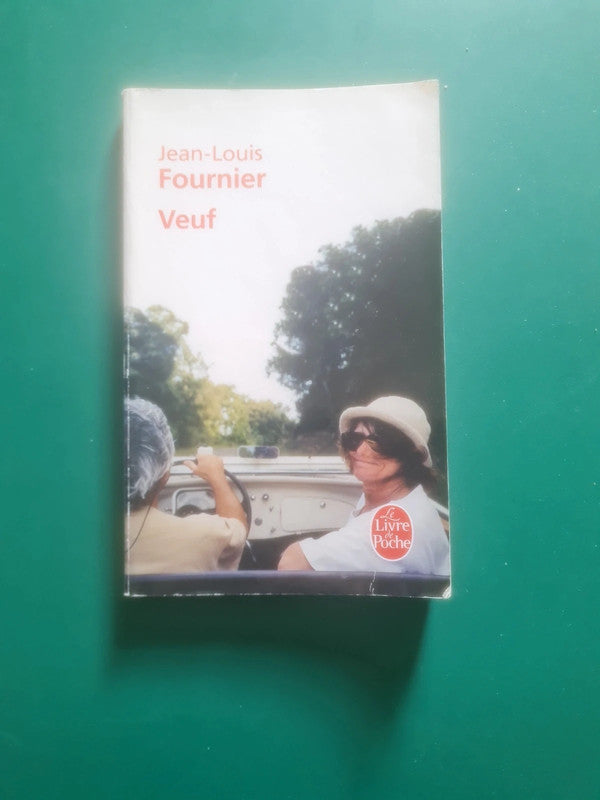 Jean-Louis
Fournier
Veuf
Le
Livre
de
Poche